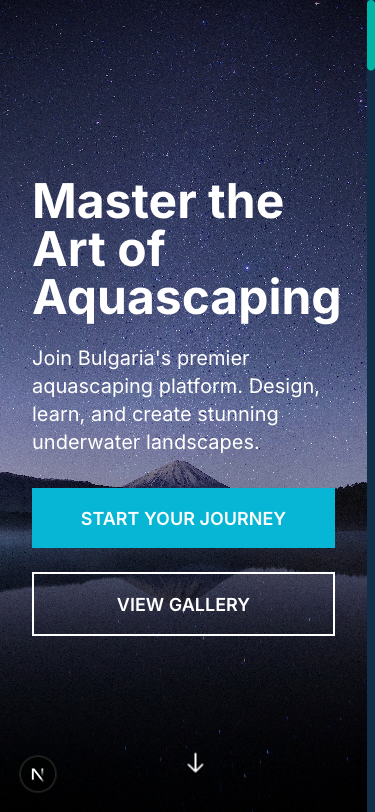 Master the
Art of
Aquascaping
Join Bulgaria's premier
aquascaping platform. Design,
learn, and create stunning
underwater landscapes.
START YOUR JOURNEY
VIEW GALLERY
N